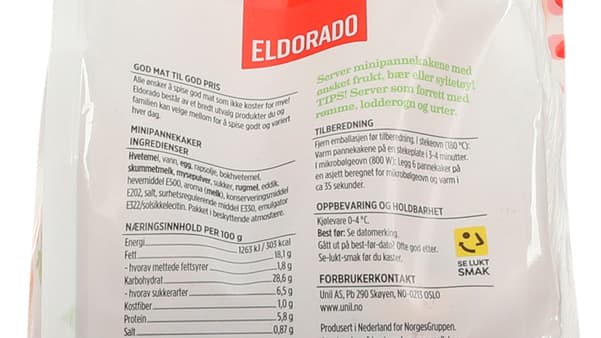 ELDORADO
GOD MAT TIL GOD PRIS
Alle ønsker å spise god mat som ikke koster for mye!
Eldorado består av et bredt utvalg produkter du og
familien kan velge mellom for å spise godt og variert
hver dag.
MINIPANNEKAKER
INGREDIENSER
Hvetemel, vann, egg, rapsolje, bokhvetemel,
skummetmelk, mysepulver, sukker, rugmel, eddik,
hevemiddel E500, aroma (melk), konserveringsmiddel
E202, salt, surhetsregulerende middel E330, emulgator
E322/solsikkelecitin. Pakket i beskyttende atmosfære.
NÆRINGSINNHOLD PER 100 g
Energi 1263 kJ / 303 kcal
Fett 18,1 g
- hvorav mettede fettsyrer 1,8 g
Karbohydrat 28,6 g
- hvorav sukkerarter 6,5 g
Kostfiber 1,0 g
Protein 5,8 g
Salt 0,87 g
Server minipannekakene med
ønsket frukt, bær eller syltetøy!
TIPS! Server som forrett med
rømme, lodderogn og urter.
TILBEREDNING
Fjern emballasjen før tilberedning. I stekeovn (180 °C):
Varm pannekakene på en stekeplate i 3-4 minutter.
I mikrobølgeovn (800 W): Legg 6 pannekaker på
en asjett beregnet for mikrobølgeovn og varm i
ca 35 sekunder.
OPPBEVARING OG HOLDBARHET
Kjølevare 0-4 °C.
Best før: Se datomerking.
Gått ut på best-før-dato? Ofte god etter.
Se-lukt-smak før du kaster.
SE LUKT
SMAK
FORBRUKERKONTAKT
Unil AS, Pb 290 Skøyen, NO-0213 OSLO
www.unil.no
Produsert i Nederland for NorgesGruppen.